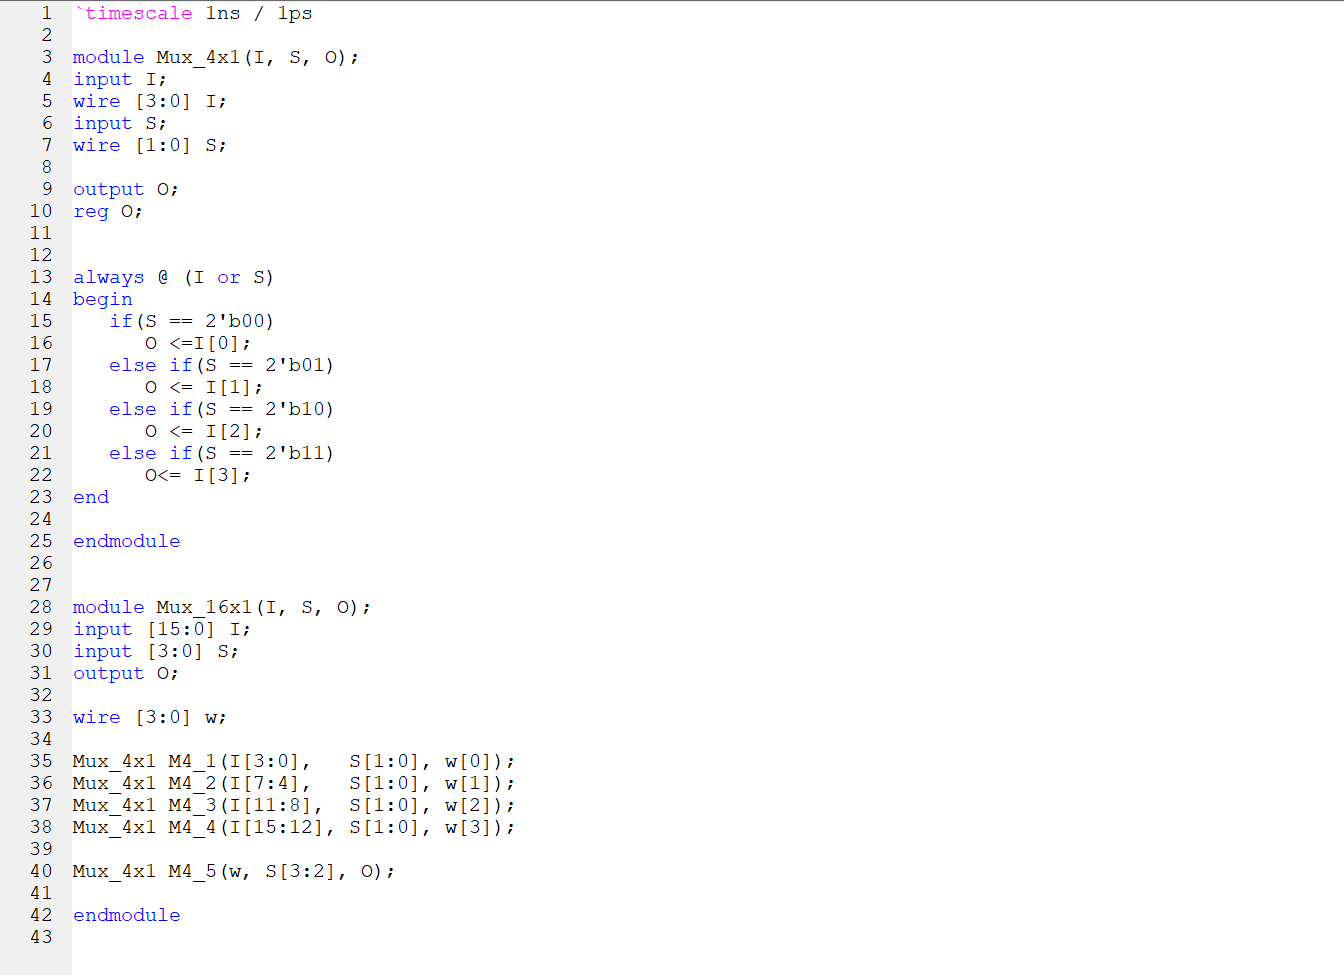 1 `timescale 1ns / 1ps
2
3 module Mux_4x1(I, S, O);
4 input I;
5 wire [3:0] I;
6 input S;
7 wire [1:0] S;
8
9 output O;
10 reg O;
11
12
13 always @ (I or S)
14 begin
15    if(S == 2'b00)
16       O <=I[0];
17    else if(S == 2'b01)
18       O <= I[1];
19    else if(S == 2'b10)
20       O <= I[2];
21    else if(S == 2'b11)
22       O<= I[3];
23 end
24
25 endmodule
26
27
28 module Mux_16x1(I, S, O);
29 input [15:0] I;
30 input [3:0] S;
31 output O;
32
33 wire [3:0] w;
34
35 Mux_4x1 M4_1(I[3:0],   S[1:0], w[0]);
36 Mux_4x1 M4_2(I[7:4],   S[1:0], w[1]);
37 Mux_4x1 M4_3(I[11:8],  S[1:0], w[2]);
38 Mux_4x1 M4_4(I[15:12], S[1:0], w[3]);
39
40 Mux_4x1 M4_5(w, S[3:2], O);
41
42 endmodule
43